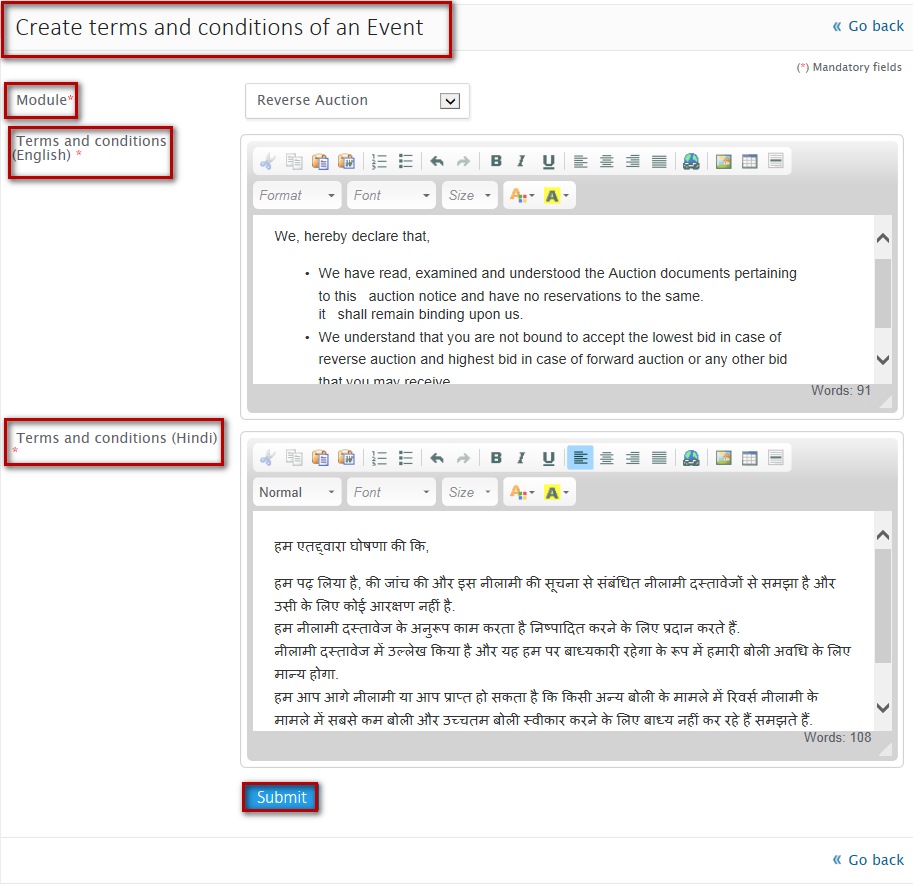 Create terms and conditions of an Event
« Go back
(*) Mandatory fields
Module*
Reverse Auction
Terms and conditions
(English) *
Format
Font
Size
A
A
We, hereby declare that,
• We have read, examined and understood the Auction documents pertaining
to this auction notice and have no reservations to the same.
it shall remain binding upon us.
• We understand that you are not bound to accept the lowest bid in case of
reverse auction and highest bid in case of forward auction or any other bid
that you may receive
Words: 91
Terms and conditions (Hindi)
*
Normal
Font
Size
A
A
हम एतद्द्वारा घोषणा की कि,
हम पढ़ लिया है, की जांच की और इस नीलामी की सूचना से संबंधित नीलामी दस्तावेजों से समझा है और
उसी के लिए कोई आरक्षण नहीं है.
हम नीलामी दस्तावेज के अनुरूप काम करता है निष्पादित करने के लिए प्रदान करते हैं.
नीलामी दस्तावेज में उल्लेख किया है और यह हम पर बाध्यकारी रहेगा के रूप में हमारी बोली अवधि के लिए
मान्य होगा.
हम आप आगे नीलामी या आप प्राप्त हो सकता है कि किसी अन्य बोली के मामले में रिवर्स नीलामी के
मामले में सबसे कम बोली और उच्चतम बोली स्वीकार करने के लिए बाध्य नहीं कर रहे हैं समझते हैं.
Words: 108
Submit
« Go back